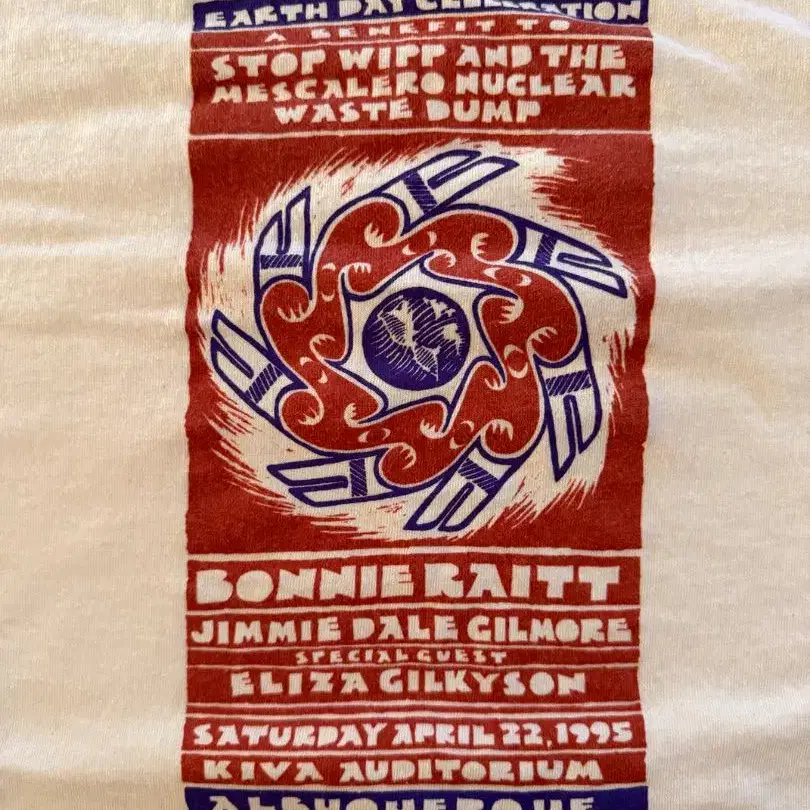 EARTH DAY CELEBRATION
A BENEFIT TO
STOP WIPP AND THE
MESCALERO NUCLEAR
WASTE DUMP
BONNIE RAITT
JIMMIE DALE GILMORE
SPECIAL GUEST
ELIZA GILKYSON
SATURDAY APRIL 22, 1995
KIVA AUDITORIUM
ALBUQUERQUE